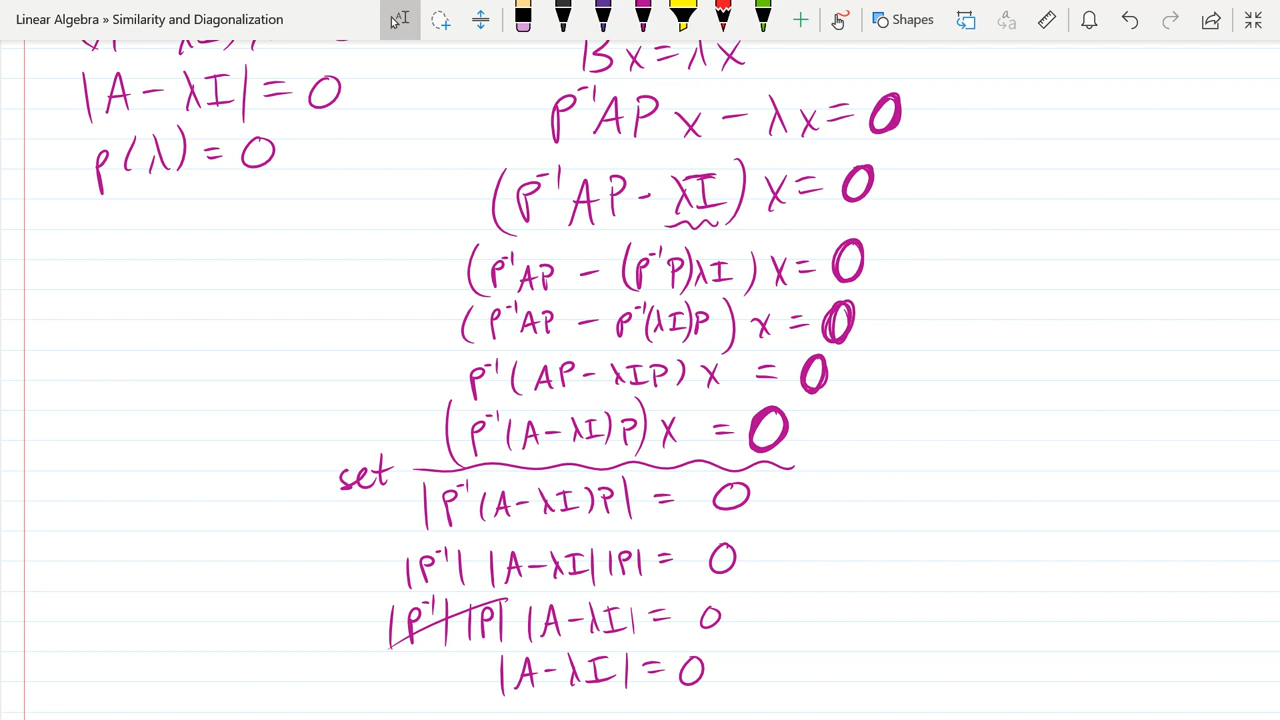 Linear Algebra » Similarity and Diagonalization
Shapes
|A - λI| = 0
p(λ) = 0
Bx = λx
P⁻¹AP x - λx = 0
(P⁻¹AP - λI) x = 0
(P⁻¹AP - (P⁻¹P)λI) x = 0
(P⁻¹AP - P⁻¹(λI)P) x = 0
P⁻¹(AP - λIP) x = 0
(P⁻¹(A - λI)P) x = 0
set
|P⁻¹(A - λI)P| = 0
|P⁻¹| |A - λI| |P| = 0
|P⁻¹| |P| |A - λI| = 0
|A - λI| = 0